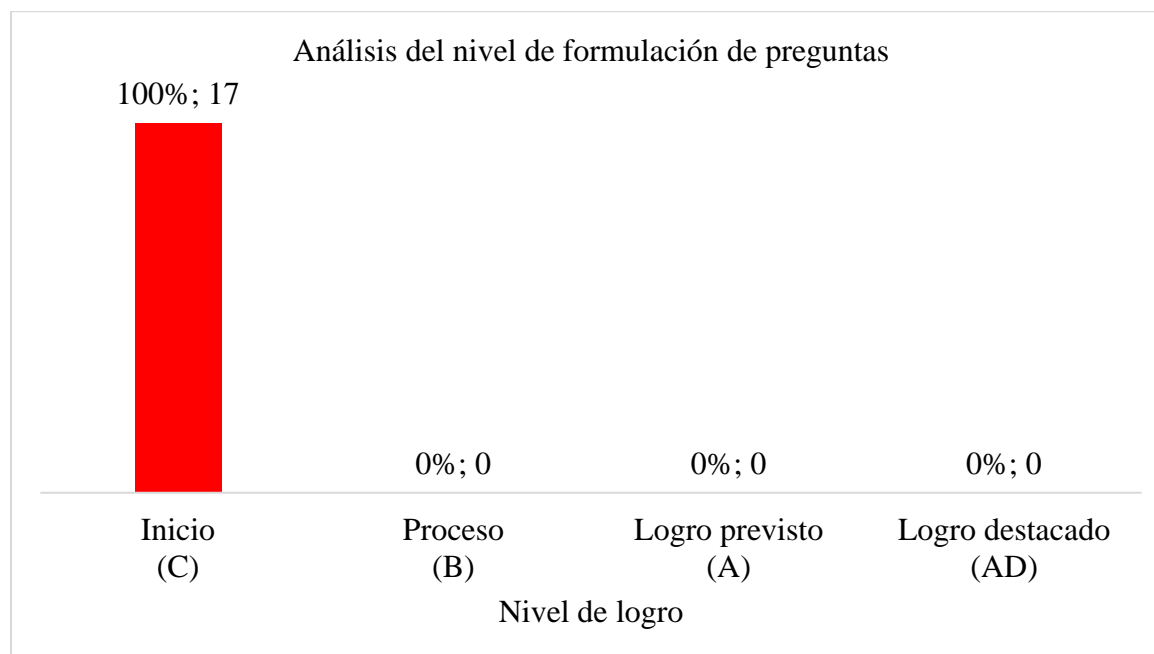 Análisis del nivel de formulación de preguntas
100%; 17
0%; 0
0%; 0
0%; 0
Inicio
(C)
Proceso
(B)
Logro previsto
(A)
Logro destacado
(AD)
Nivel de logro